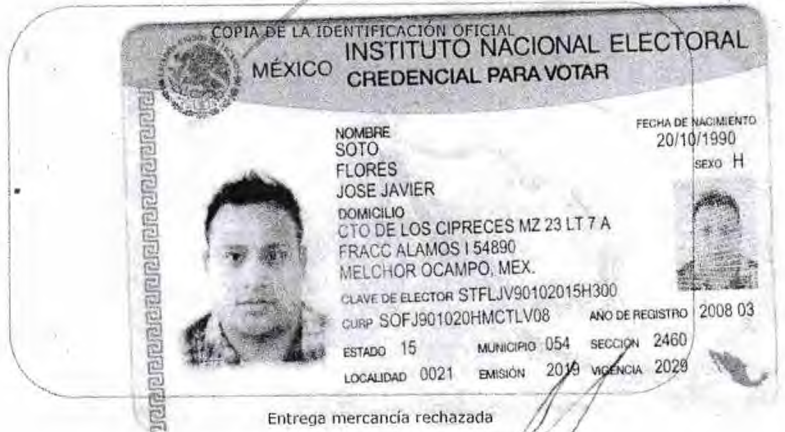 COPIA DE LA IDENTIFICACIÓN OFICIAL
MÉXICO INSTITUTO NACIONAL ELECTORAL
CREDENCIAL PARA VOTAR
NOMBRE
SOTO
FLORES
JOSE JAVIER
FECHA DE NACIMIENTO
20/10/1990
SEXO H
DOMICILIO
CTO DE LOS CIPRECES MZ 23 LT 7 A
FRACC ALAMOS I 54890
MELCHOR OCAMPO, MEX.
CLAVE DE ELECTOR STFLJV90102015H300
CURP SOFJ901020HMCTLV08 AÑO DE REGISTRO 2008 03
ESTADO 15 MUNICIPIO 054 SECCIÓN 2460
LOCALIDAD 0021 EMISIÓN 2019 VIGENCIA 2029
Entrega mercancía rechazada